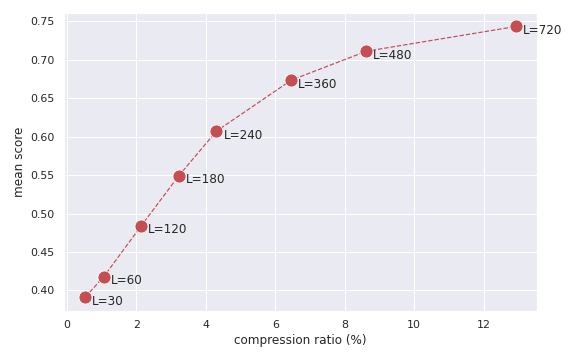 0.75
0.70
0.65
0.60
0.55
0.50
0.45
0.40
mean score
L=720
L=480
L=360
L=240
L=180
L=120
L=60
L=30
0 2 4 6 8 10 12
compression ratio (%)